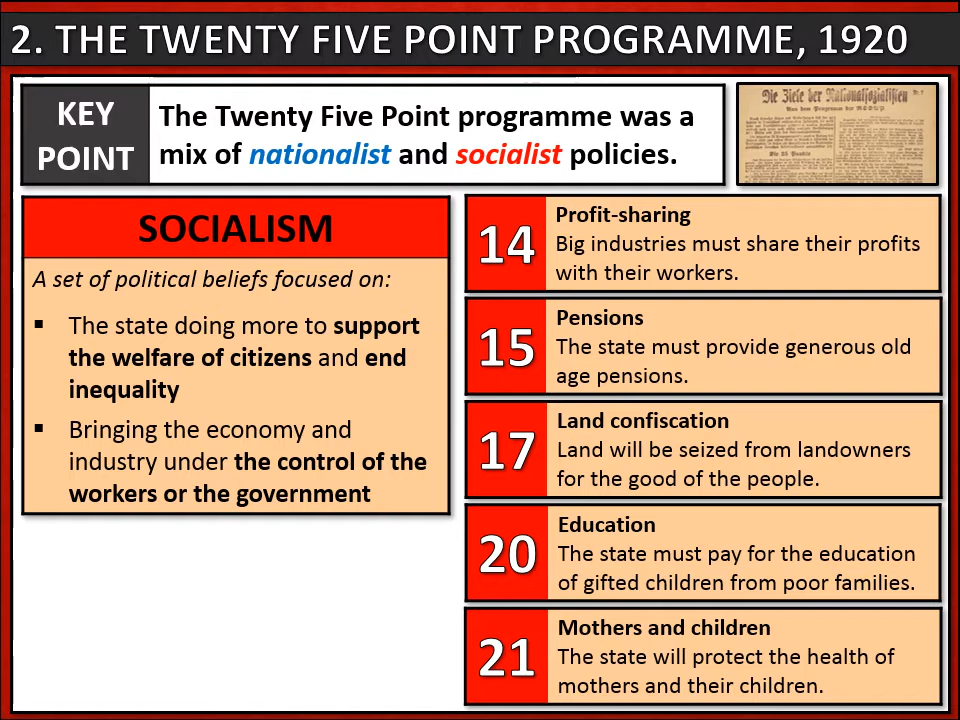 2. THE TWENTY FIVE POINT PROGRAMME, 1920
KEY
POINT
The Twenty Five Point programme was a
mix of nationalist and socialist policies.
Die Ziele der Nationalsozialisten
SOCIALISM
A set of political beliefs focused on:
▪ The state doing more to support
the welfare of citizens and end
inequality
▪ Bringing the economy and
industry under the control of the
workers or the government
14
Profit-sharing
Big industries must share their profits
with their workers.
15
Pensions
The state must provide generous old
age pensions.
17
Land confiscation
Land will be seized from landowners
for the good of the people.
20
Education
The state must pay for the education
of gifted children from poor families.
21
Mothers and children
The state will protect the health of
mothers and their children.